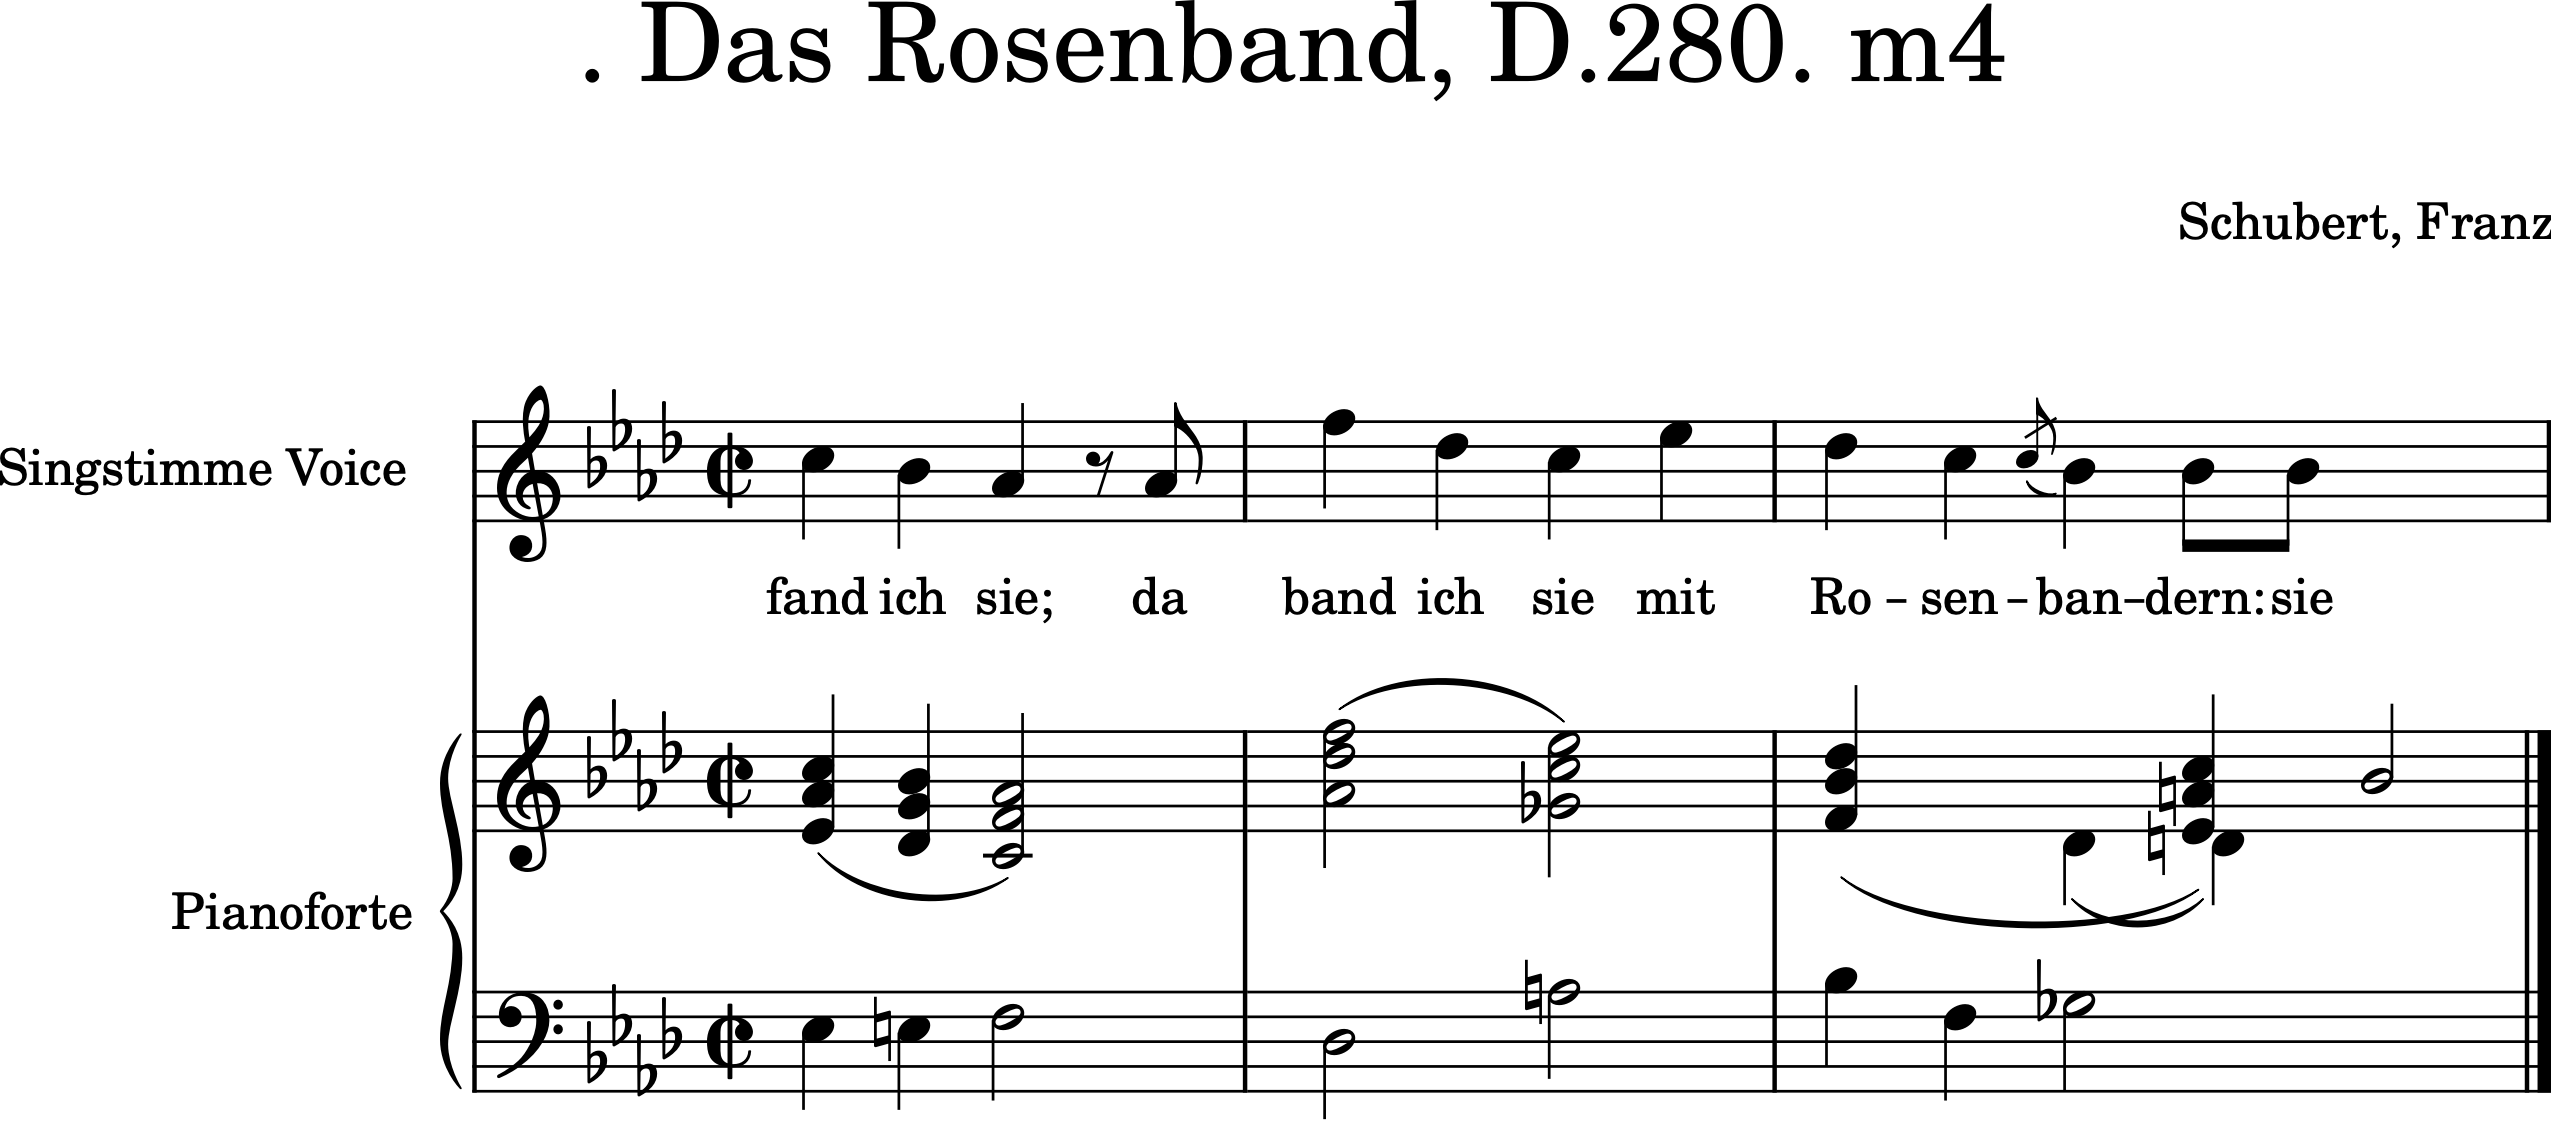 . Das Rosenband, D.280. m4
Schubert, Franz
Singstimme Voice
fand ich sie; da band ich sie mit Ro - sen - ban - dern: sie
Pianoforte